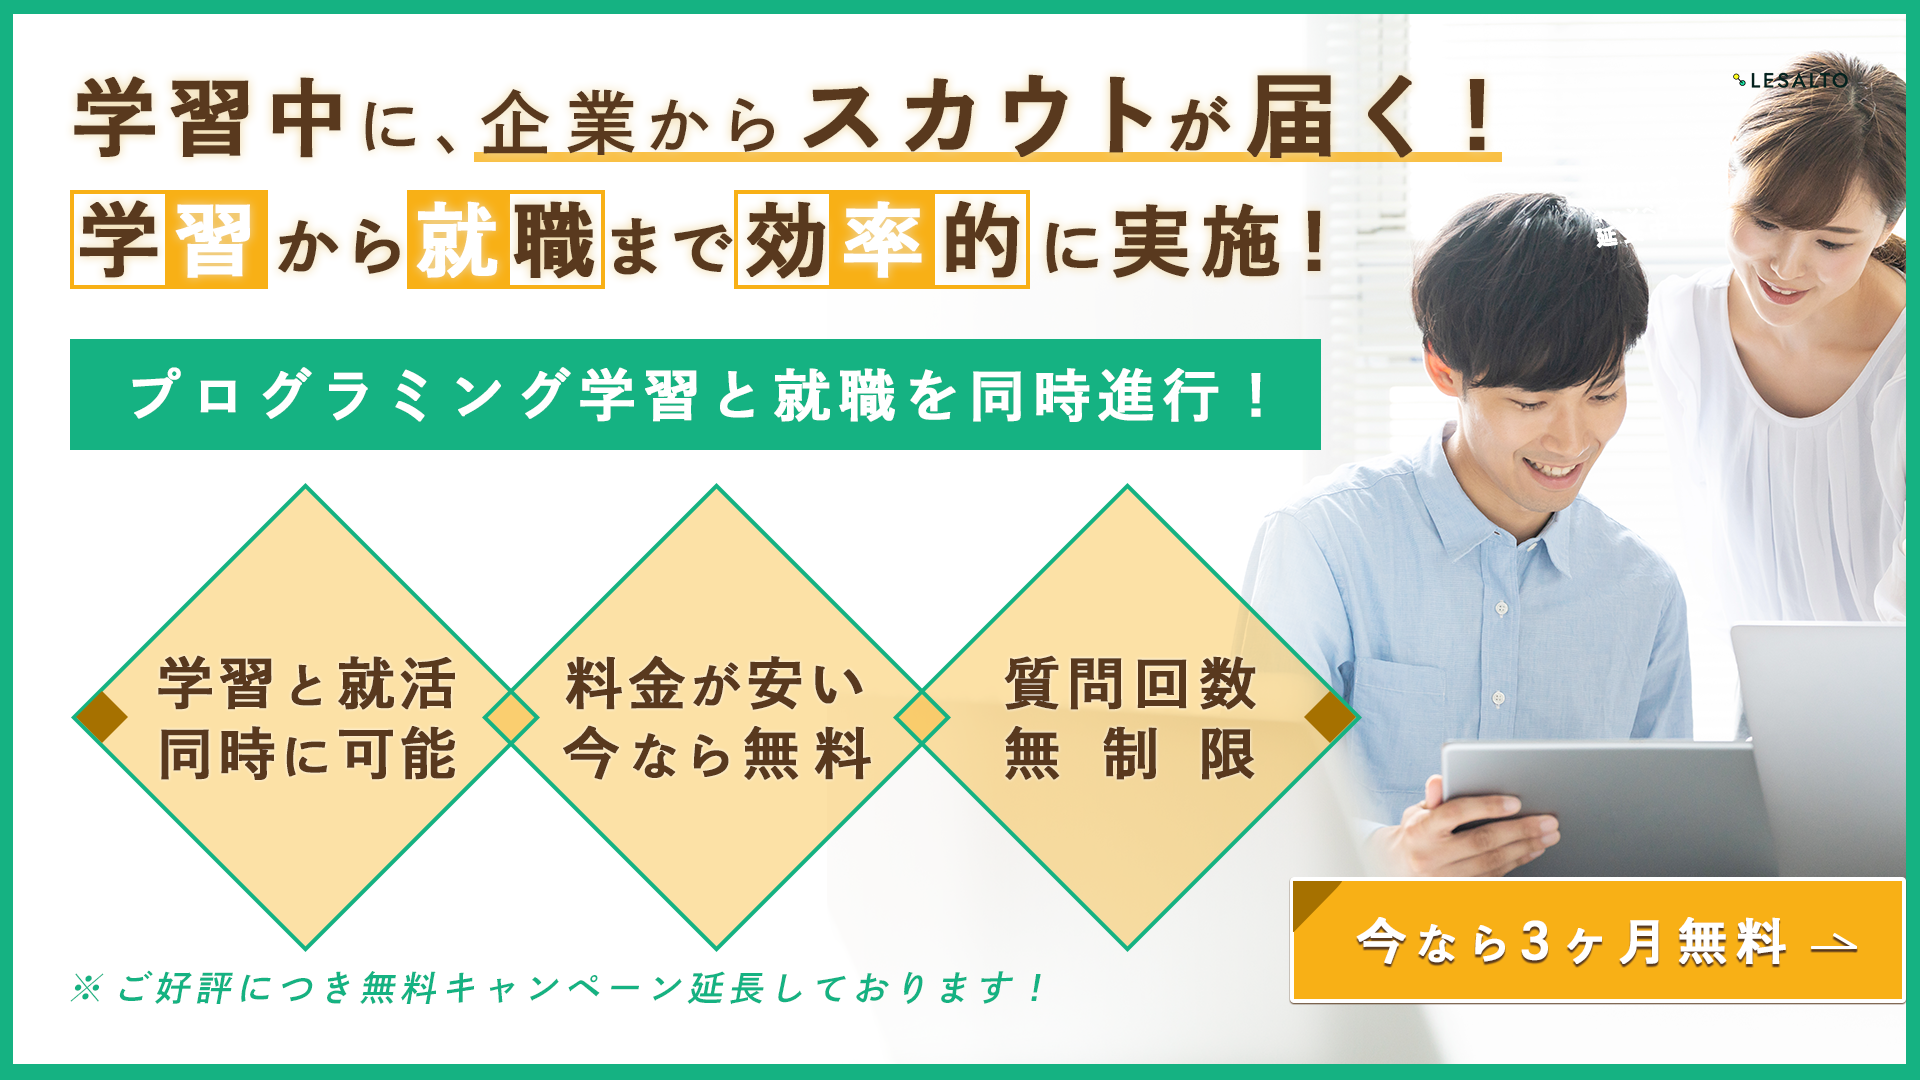 学習中に、企業からスカウトが届く！
LESALTO
学習から就職まで効率的に実施！
延
プログラミング学習と就職を同時進行！
学習と就活
同時に可能
料金が安い
今なら無料
質問回数
無制限
今なら3ヶ月無料
※ご好評につき無料キャンペーン延長しております！